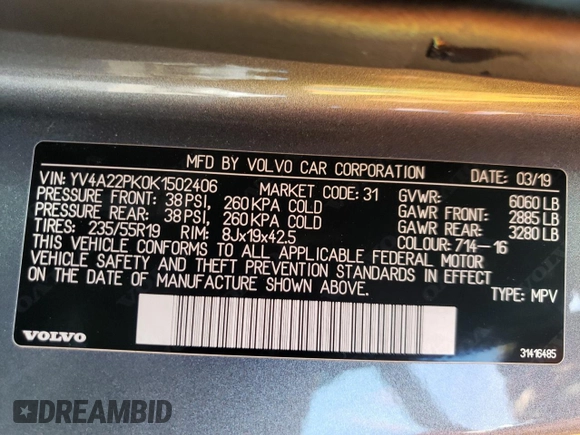 MFD BY VOLVO CAR CORPORATION DATE: 03/19
VIN: YV4A22PK0K1502406 MARKET CODE: 31 GVWR: 6060 LB
PRESSURE FRONT: 38 PSI, 260 KPA COLD GAWR FRONT: 2885 LB
PRESSURE REAR: 38 PSI, 260 KPA COLD GAWR REAR: 3280 LB
TIRES: 235/55R19 RIM: 8Jx19x42.5 COLOUR: 714-16
THIS VEHICLE CONFORMS TO ALL APPLICABLE FEDERAL MOTOR
VEHICLE SAFETY AND THEFT PREVENTION STANDARDS IN EFFECT
ON THE DATE OF MANUFACTURE SHOWN ABOVE. TYPE: MPV
VOLVO 31416485
DREAMBID